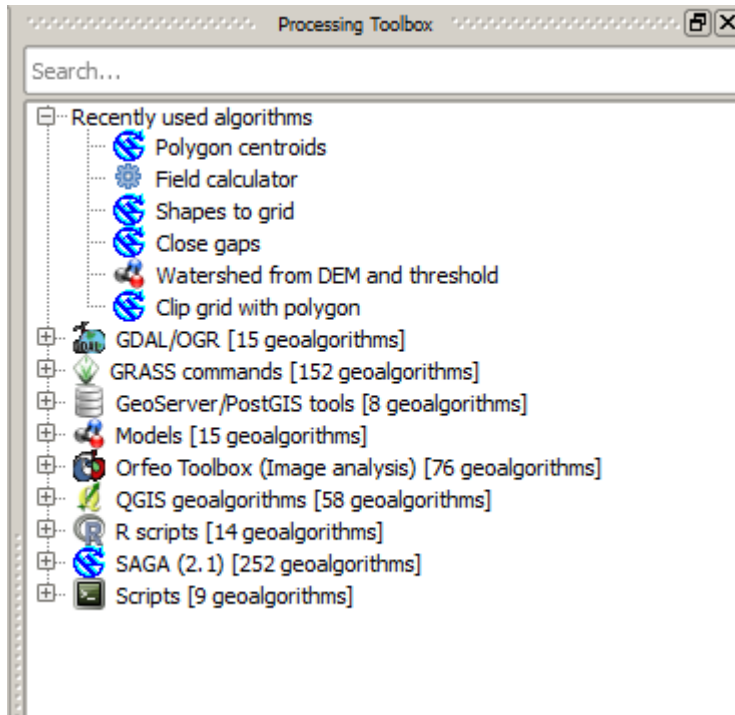 Processing Toolbox
Search...
Recently used algorithms
Polygon centroids
Field calculator
Shapes to grid
Close gaps
Watershed from DEM and threshold
Clip grid with polygon
GDAL/OGR [15 geoalgorithms]
GRASS commands [152 geoalgorithms]
GeoServer/PostGIS tools [8 geoalgorithms]
Models [15 geoalgorithms]
Orfeo Toolbox (Image analysis) [76 geoalgorithms]
QGIS geoalgorithms [58 geoalgorithms]
R scripts [14 geoalgorithms]
SAGA (2.1) [252 geoalgorithms]
Scripts [9 geoalgorithms]